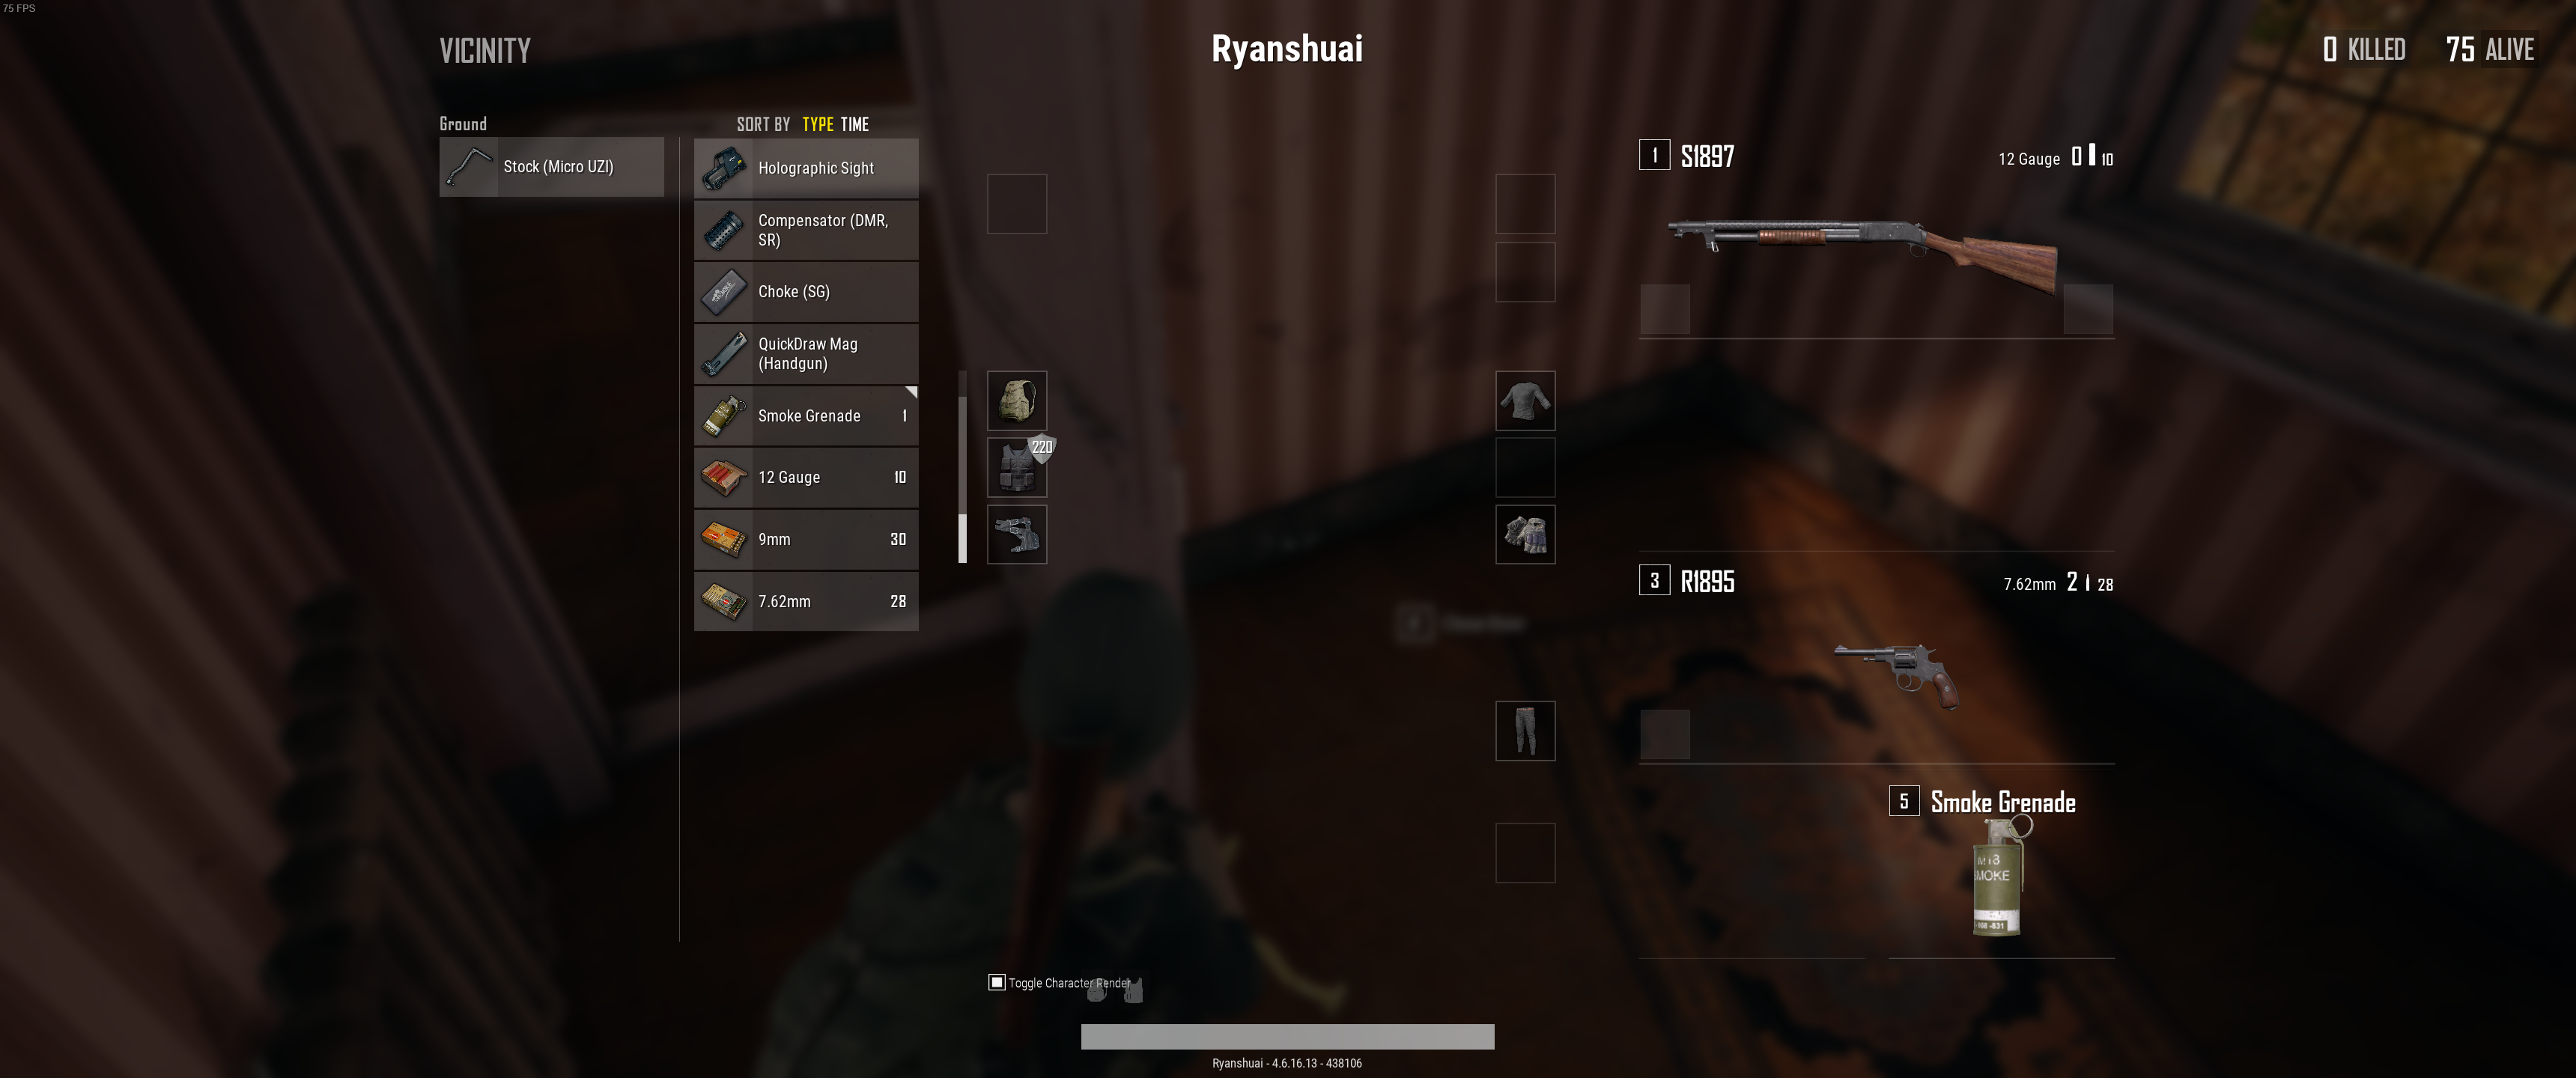 75 FPS
VICINITY
Ryanshuai
0 KILLED 75 ALIVE
Ground
SORT BY TYPE TIME
Stock (Micro UZI)
Holographic Sight
Compensator (DMR,
SR)
Choke (SG)
QuickDraw Mag
(Handgun)
Smoke Grenade 1
12 Gauge 10
9mm 30
7.62mm 28
220
1 S1897
12 Gauge 0 10
3 R1895
7.62mm 2 28
5 Smoke Grenade
M18
SMOKE
Toggle Character Render
Ryanshuai - 4.6.16.13 - 438106